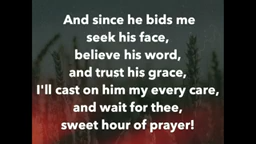 And since he bids me
seek his face,
believe his word,
and trust his grace,
I'll cast on him my every care,
and wait for thee,
sweet hour of prayer!